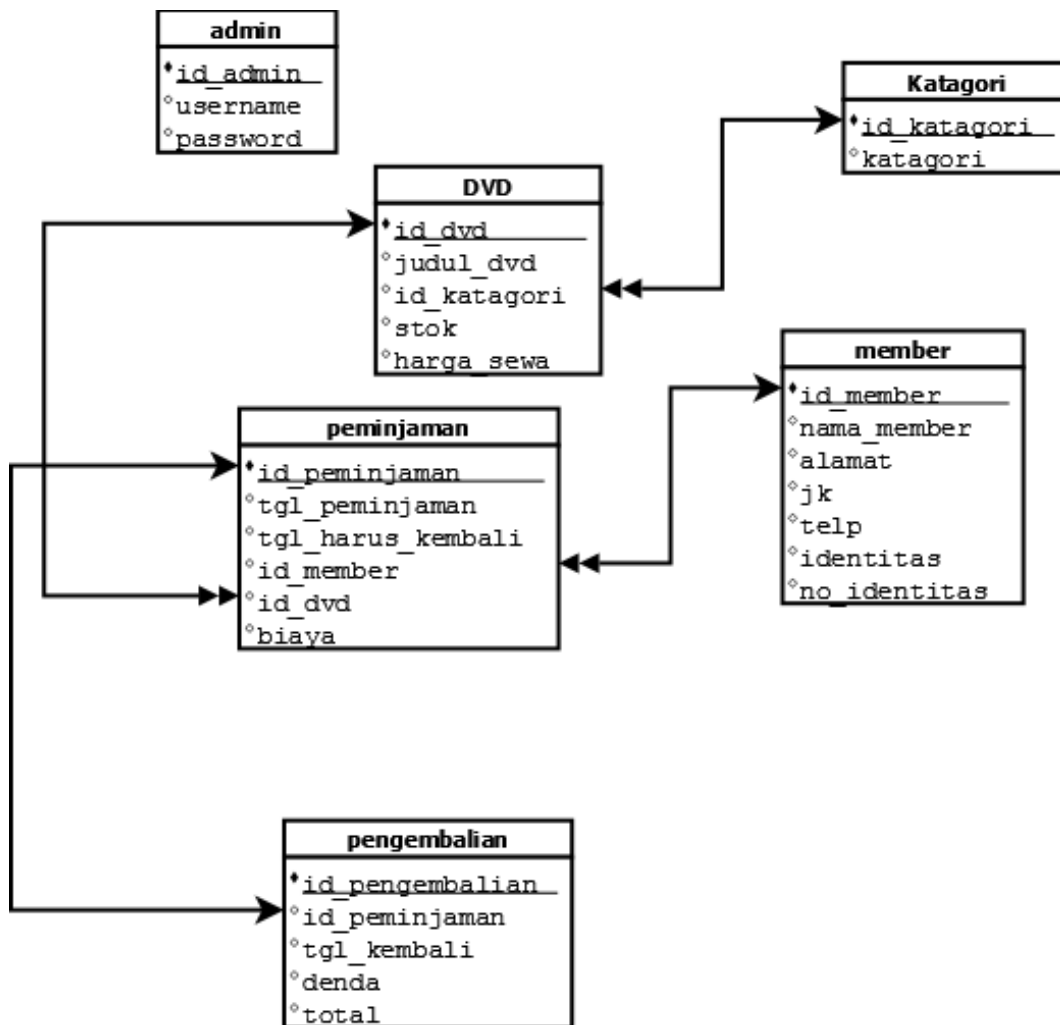 admin
id_admin
username
password
Katagori
id_katagori
katagori
DVD
id_dvd
judul_dvd
id_katagori
stok
harga_sewa
member
id_member
nama_member
alamat
jk
telp
identitas
no_identitas
peminjaman
id_peminjaman
tgl_peminjaman
tgl_harus_kembali
id_member
id_dvd
biaya
pengembalian
id_pengembalian
id_peminjaman
tgl_kembali
denda
total